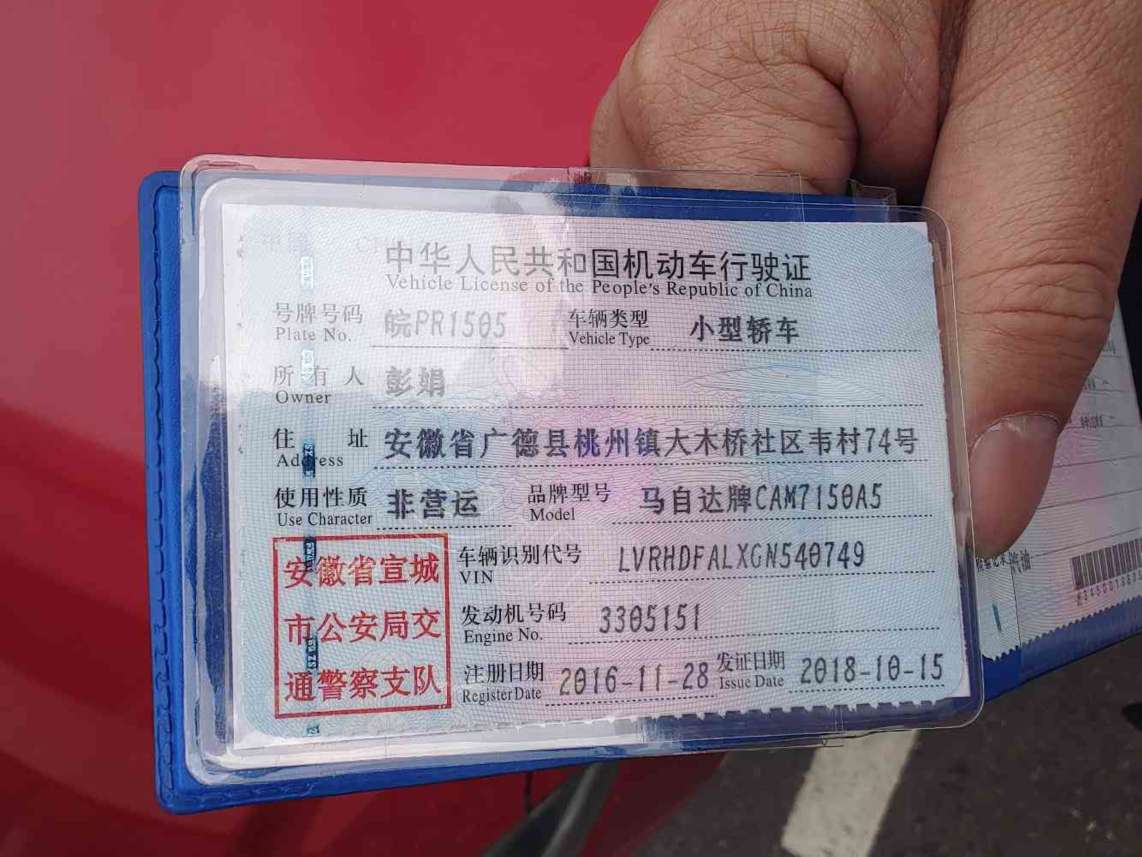 中华人民共和国机动车行驶证
Vehicle License of the People's Republic of China
号牌号码 皖PR1505 车辆类型 小型轿车
Plate No. Vehicle Type
所有人 彭娟
Owner
住址 安徽省广德县桃州镇大木桥社区韦村74号
Address
使用性质 非营运 品牌型号 马自达牌CAM7150A5
Use Character Model
安徽省宣城
市公安局交
通警察支队
车辆识别代号 LVRHDFALXGN540749
VIN
发动机号码 3305151
Engine No.
注册日期 2016-11-28 发证日期 2018-10-15
Register Date Issue Date
汽油